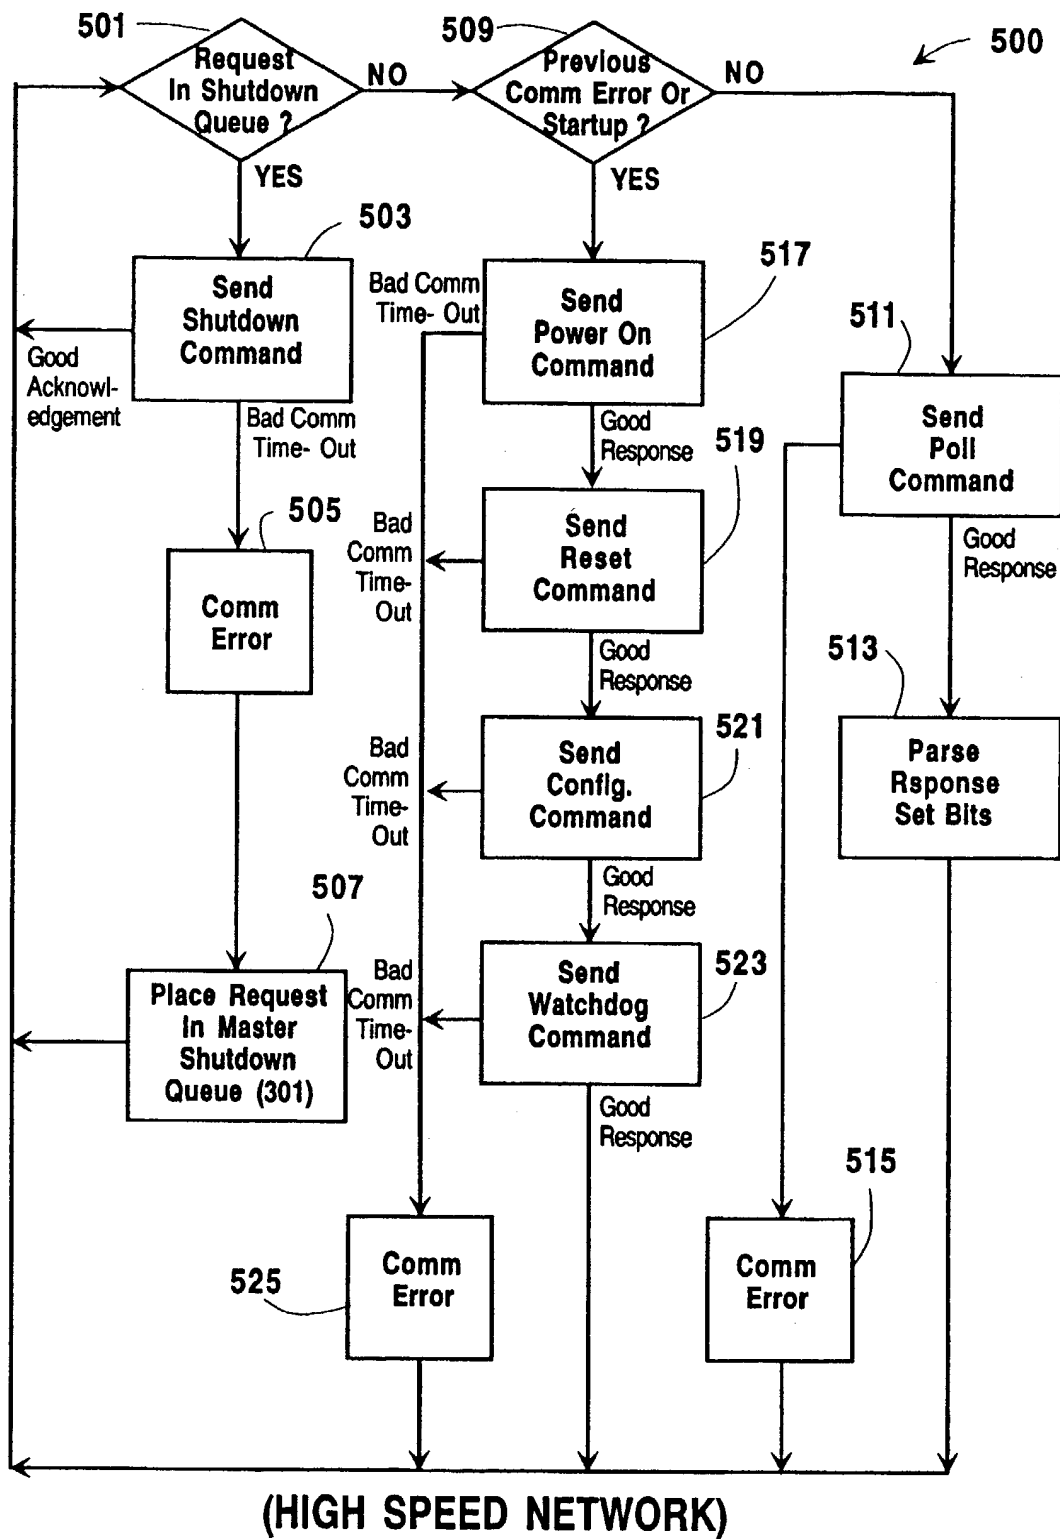 501
Request
In Shutdown
Queue ?
NO
YES
509
Previous
Comm Error Or
Startup ?
NO
YES
500
503
Send
Shutdown
Command
Good
Acknowl-
edgement
Bad Comm
Time- Out
505
Comm
Error
507
Place Request
In Master
Shutdown
Queue (301)
Bad Comm
Time- Out
517
Send
Power On
Command
Good
Response
519
Send
Reset
Command
Bad
Comm
Time-
Out
Good
Response
521
Send
Config.
Command
Bad
Comm
Time-
Out
Good
Response
523
Send
Watchdog
Command
Bad
Comm
Time-
Out
Good
Response
525
Comm
Error
511
Send
Poll
Command
Good
Response
513
Parse
Rsponse
Set Bits
515
Comm
Error
(HIGH SPEED NETWORK)